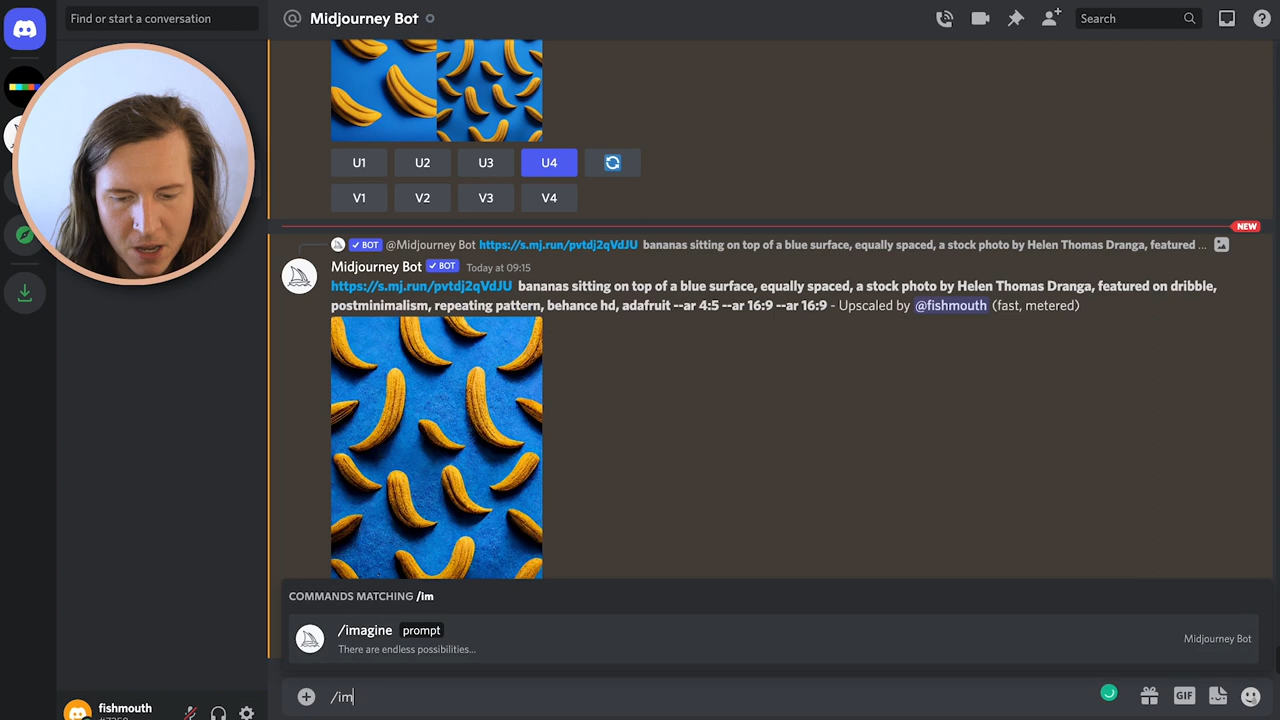 Find or start a conversation
Midjourney Bot
Search
U1 U2 U3 U4
V1 V2 V3 V4
NEW
BOT @Midjourney Bot https://s.mj.run/pvtdj2qVdJU bananas sitting on top of a blue surface, equally spaced, a stock photo by Helen Thomas Dranga, featured ...
Midjourney Bot BOT Today at 09:15
https://s.mj.run/pvtdj2qVdJU bananas sitting on top of a blue surface, equally spaced, a stock photo by Helen Thomas Dranga, featured on dribble,
postminimalism, repeating pattern, behance hd, adafruit --ar 4:5 --ar 16:9 --ar 16:9 - Upscaled by @fishmouth (fast, metered)
COMMANDS MATCHING /im
/imagine prompt
There are endless possibilities...
Midjourney Bot
/im
GIF
fishmouth